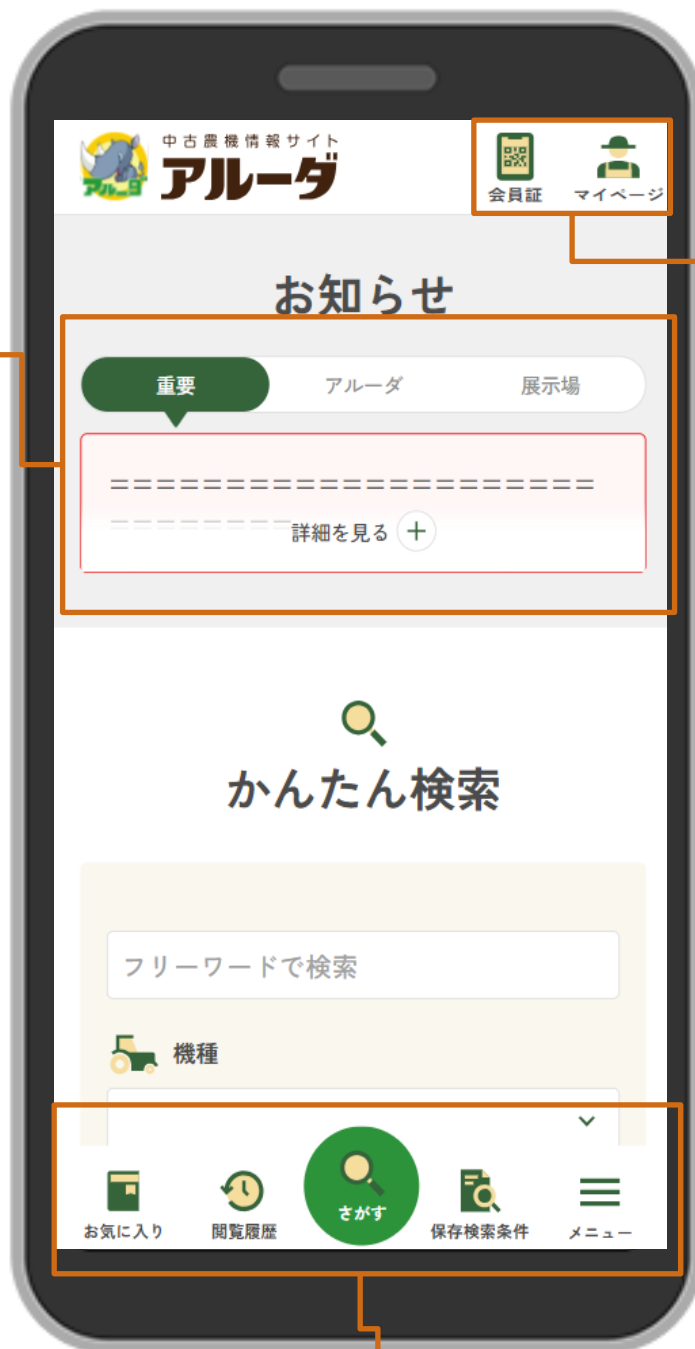 中古農機情報サイト
アルーダ
アルーダ
会員証
マイページ
お知らせ
重要
アルーダ
展示場
=====================
========
詳細を見る
かんたん検索
フリーワードで検索
機種
お気に入り
閲覧履歴
さがす
保存検索条件
メニュー